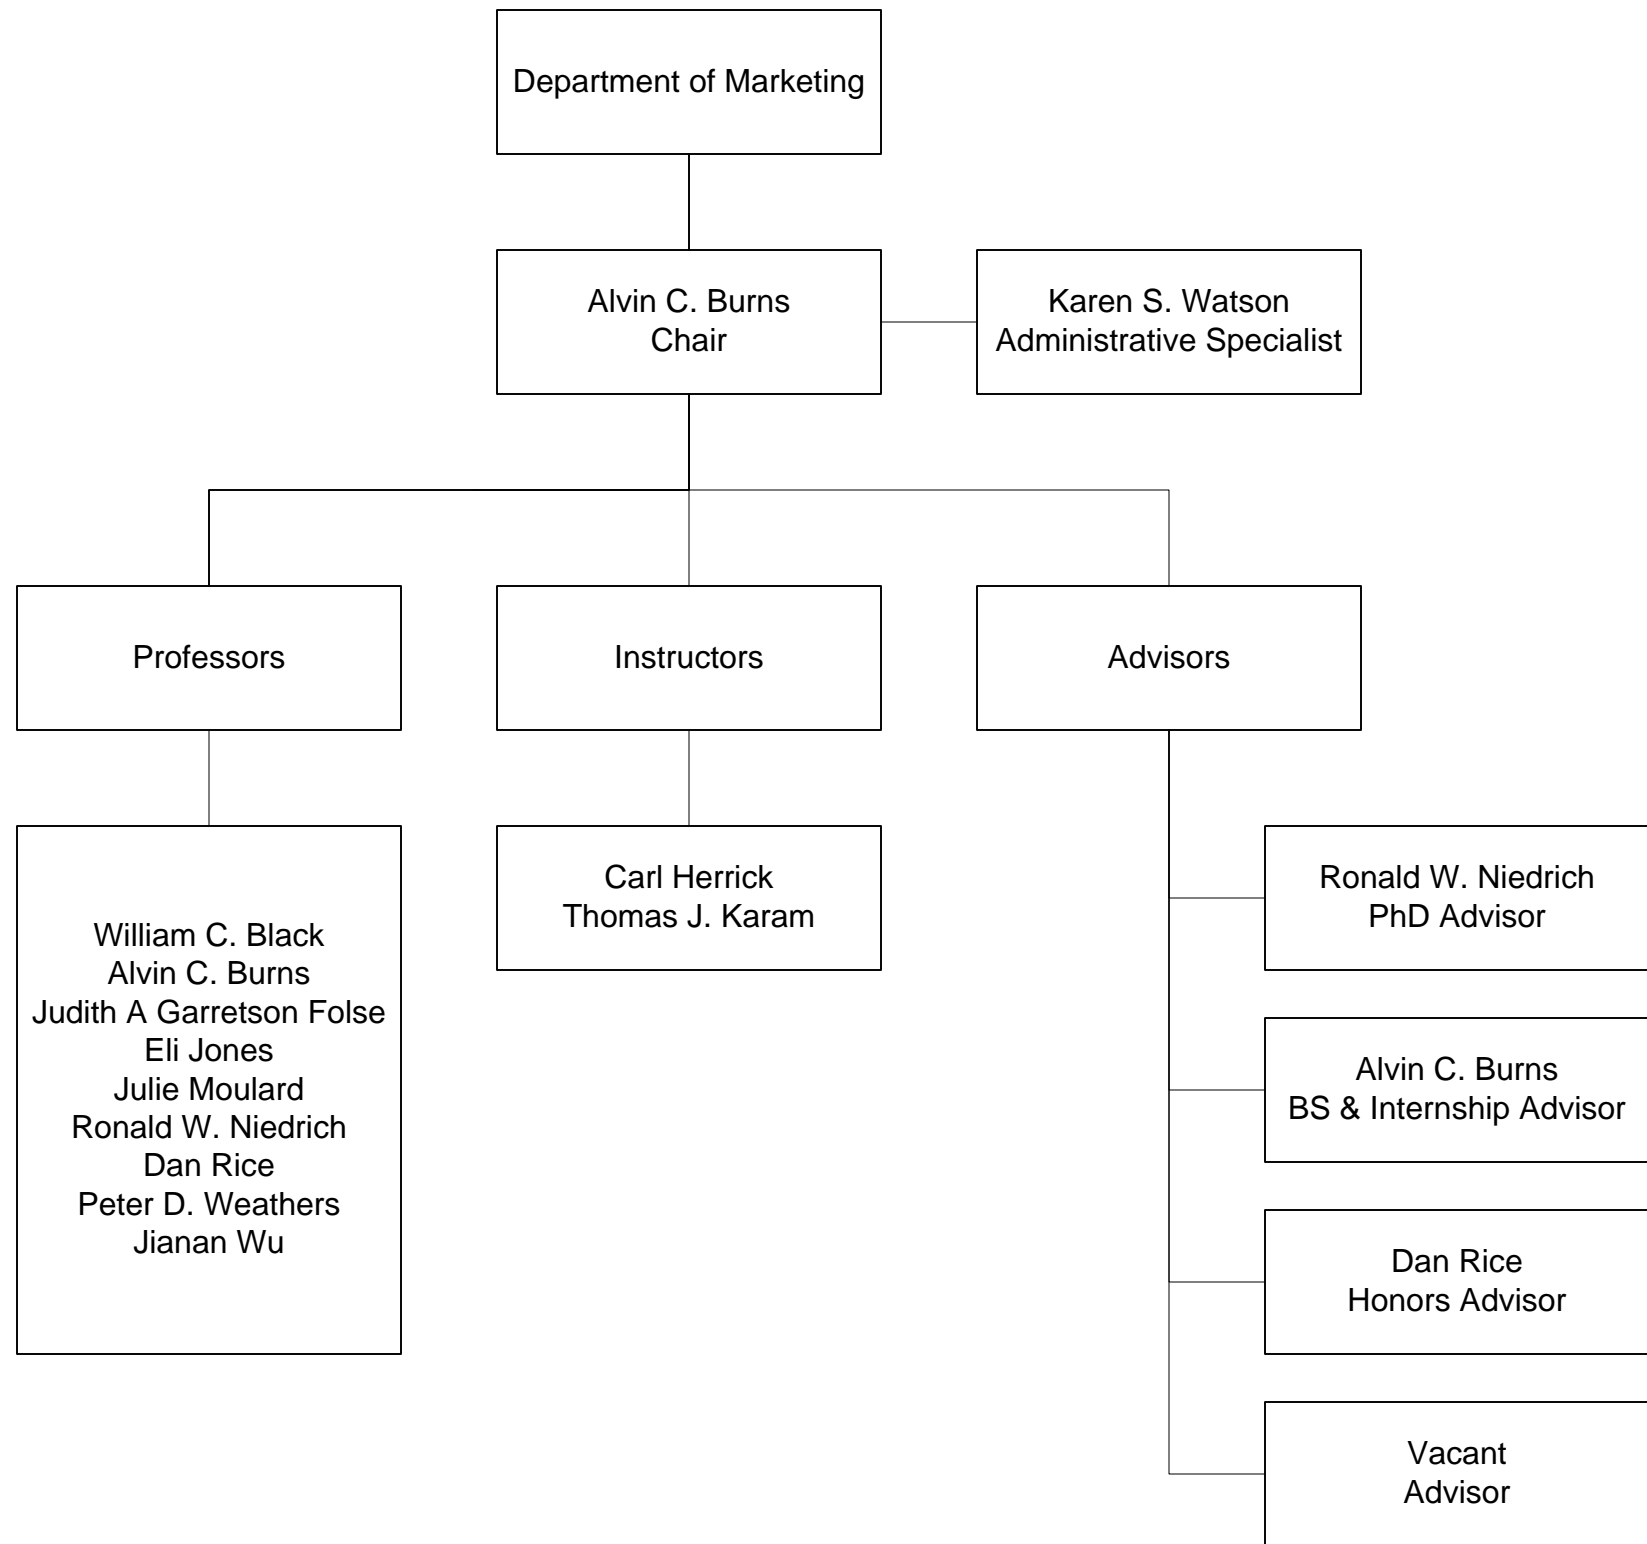 Department of Marketing
Alvin C. Burns
Chair
Karen S. Watson
Administrative Specialist
Professors
Instructors
Advisors
William C. Black
Alvin C. Burns
Judith A Garretson Folse
Eli Jones
Julie Moulard
Ronald W. Niedrich
Dan Rice
Peter D. Weathers
Jianan Wu
Carl Herrick
Thomas J. Karam
Ronald W. Niedrich
PhD Advisor
Alvin C. Burns
BS & Internship Advisor
Dan Rice
Honors Advisor
Vacant
Advisor